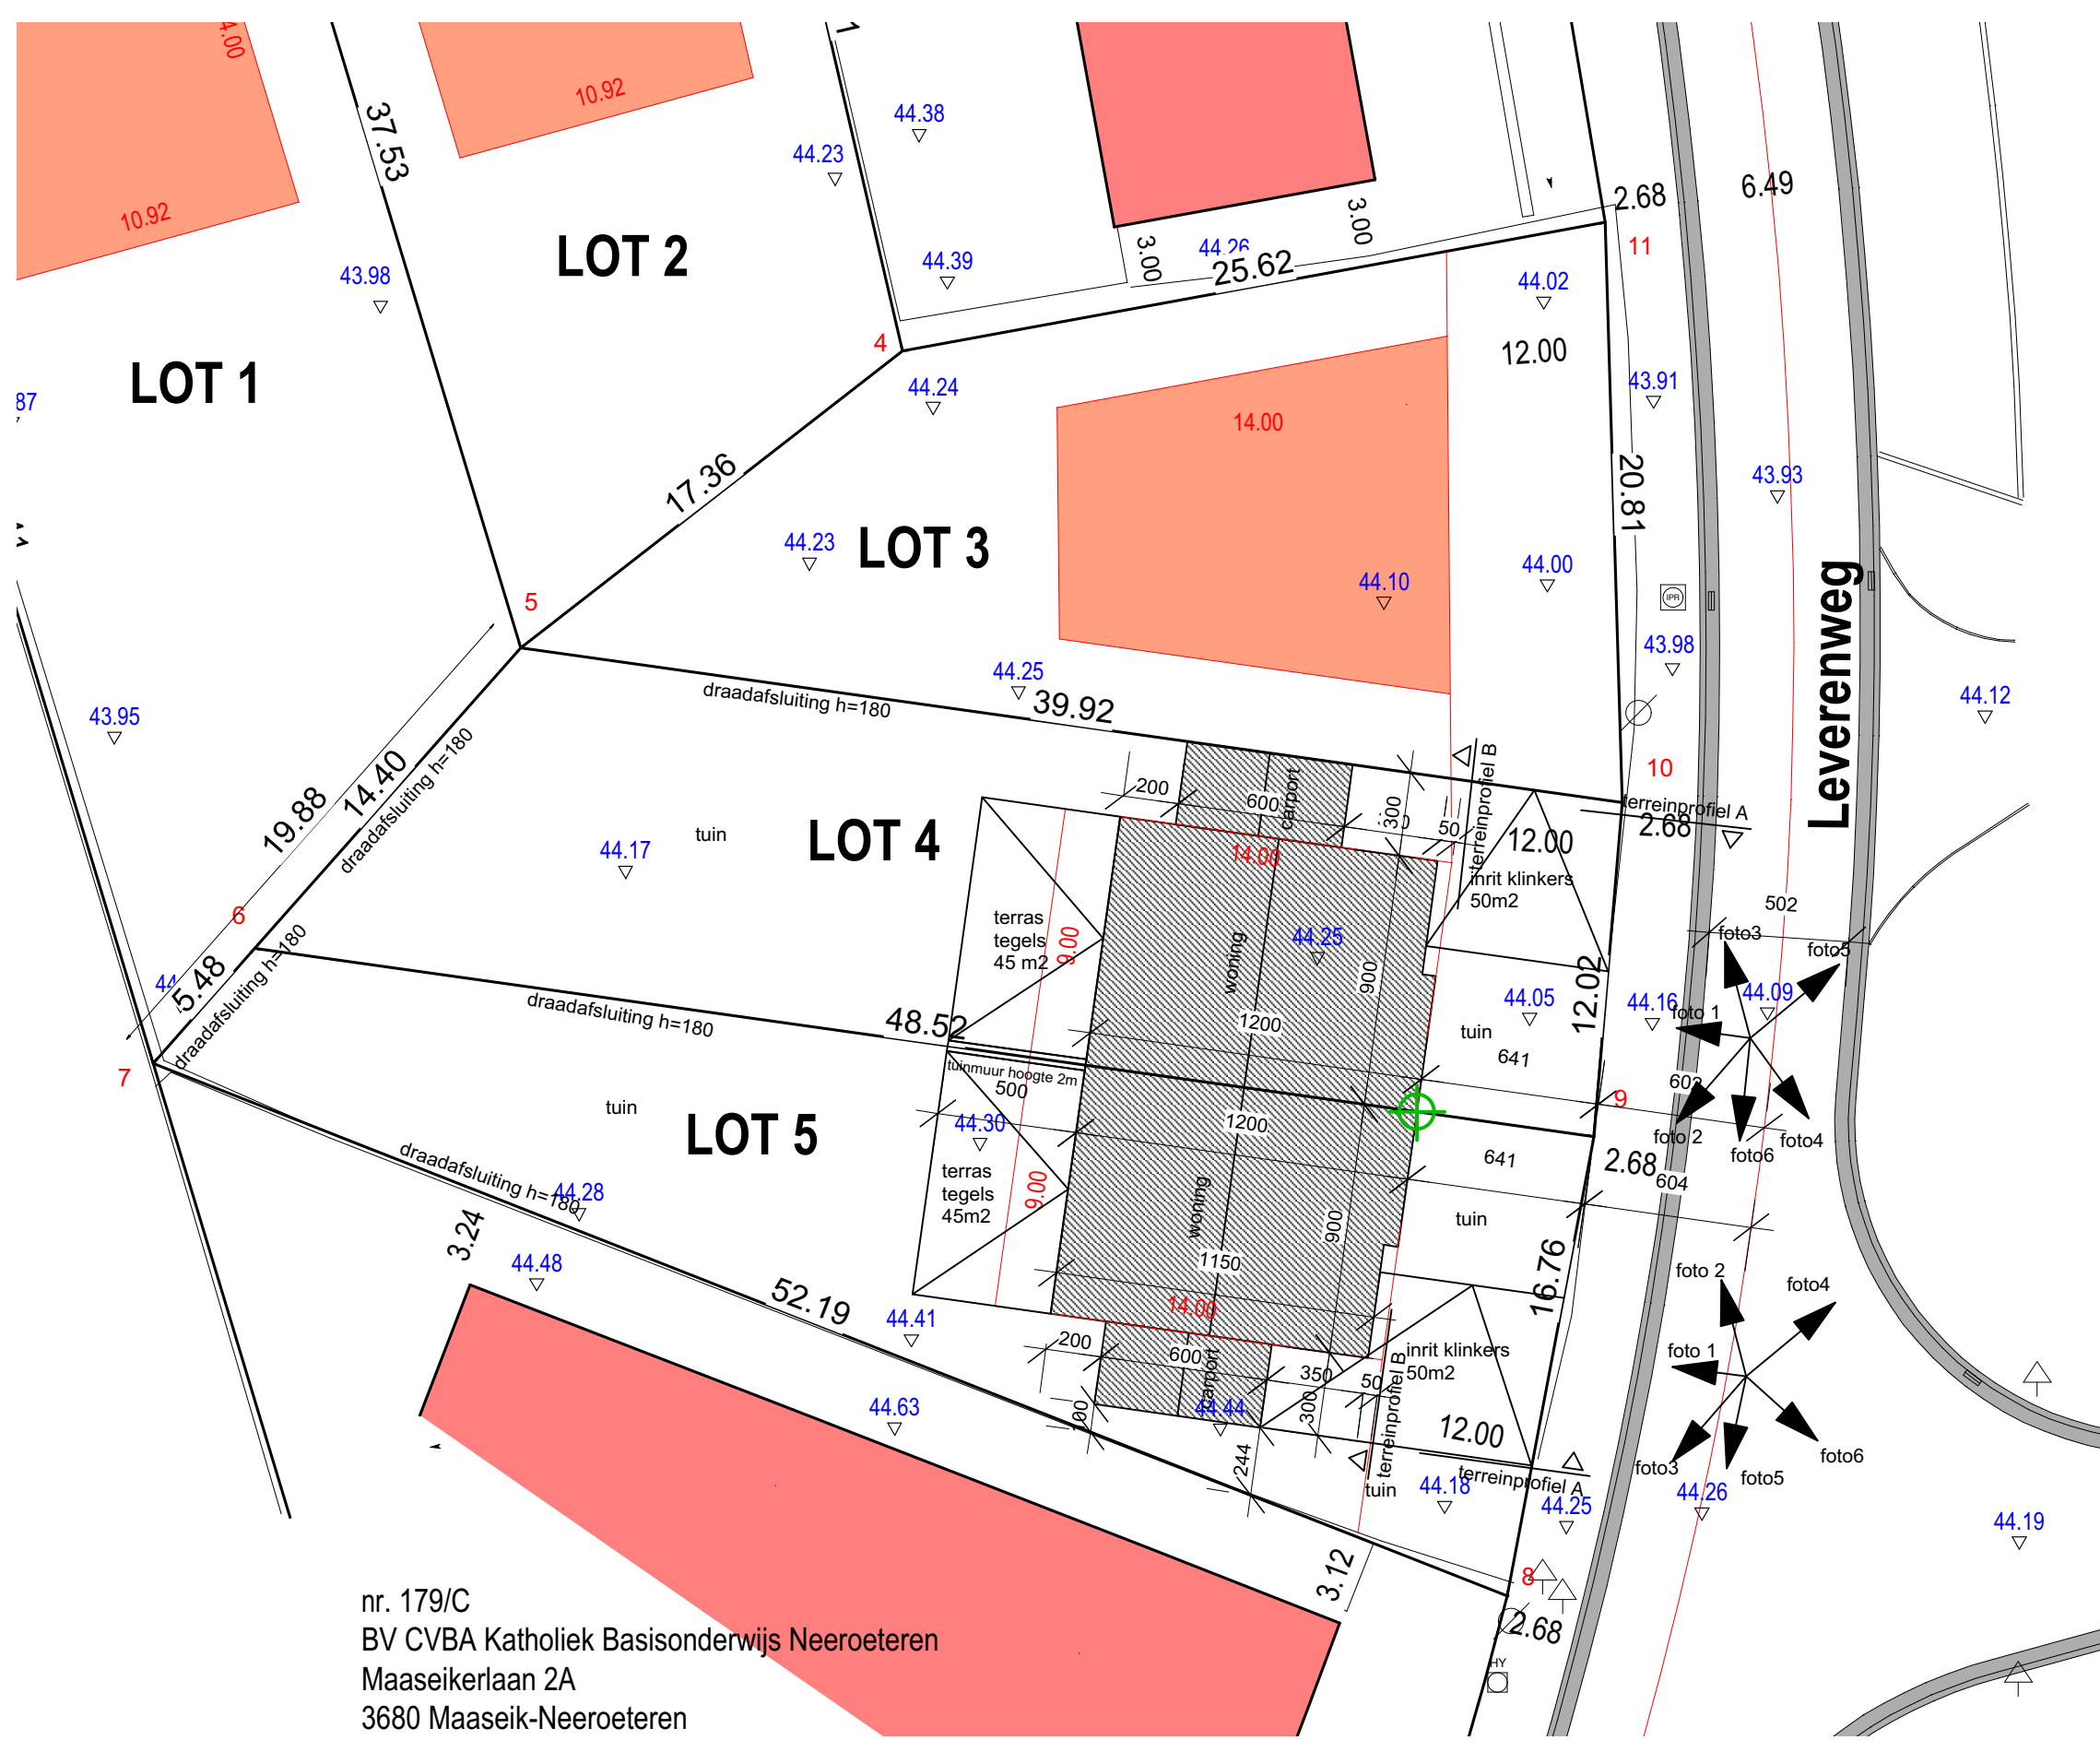 4.00
10.92
10.92
37.53
1
44.38
44.23
44.39
44.26
3.00
3.00
25.62
2.68
6.49
11
44.02
12.00
43.91
LOT 2
43.98
LOT 1
87
4
44.24
14.00
17.36
43.93
20.81
44.23
LOT 3
44.10
44.00
IPR
43.98
5
44.25
39.92
draadafsluiting h=180
43.95
44.12
Leverenweg
10
terreinprofiel A
2.68
terreinprofiel B
19.88
14.40
draadafsluiting h=180
44.17
tuin
LOT 4
200
600
carport
300
50
14.00
12.00
inrit klinkers
50m2
502
foto3
foto5
6
terras
tegels
45 m2
9.00
woning
44.25
900
12.02
44.05
44.16
44.09
foto 1
44
5.48
draadafsluiting h=180
draadafsluiting h=180
48.52
1200
tuin
641
7
tuinmuur hoogte 2m
500
9
602
foto 2
foto6
foto4
tuin
LOT 5
44.30
1200
641
2.68
604
terras
tegels
45m2
9.00
woning
900
tuin
draadafsluiting h=180
44.28
3.24
44.48
52.19
1150
14.00
16.76
foto 2
foto4
44.41
200
600
carport
350
50
300
inrit klinkers
50m2
foto 1
44.63
100
44.44
244
terreinprofiel B
12.00
terreinprofiel A
tuin
44.18
44.25
foto3
foto5
foto6
44.26
44.19
3.12
8
2.68
HY
nr. 179/C
BV CVBA Katholiek Basisonderwijs Neeroeteren
Maaseikerlaan 2A
3680 Maaseik-Neeroeteren